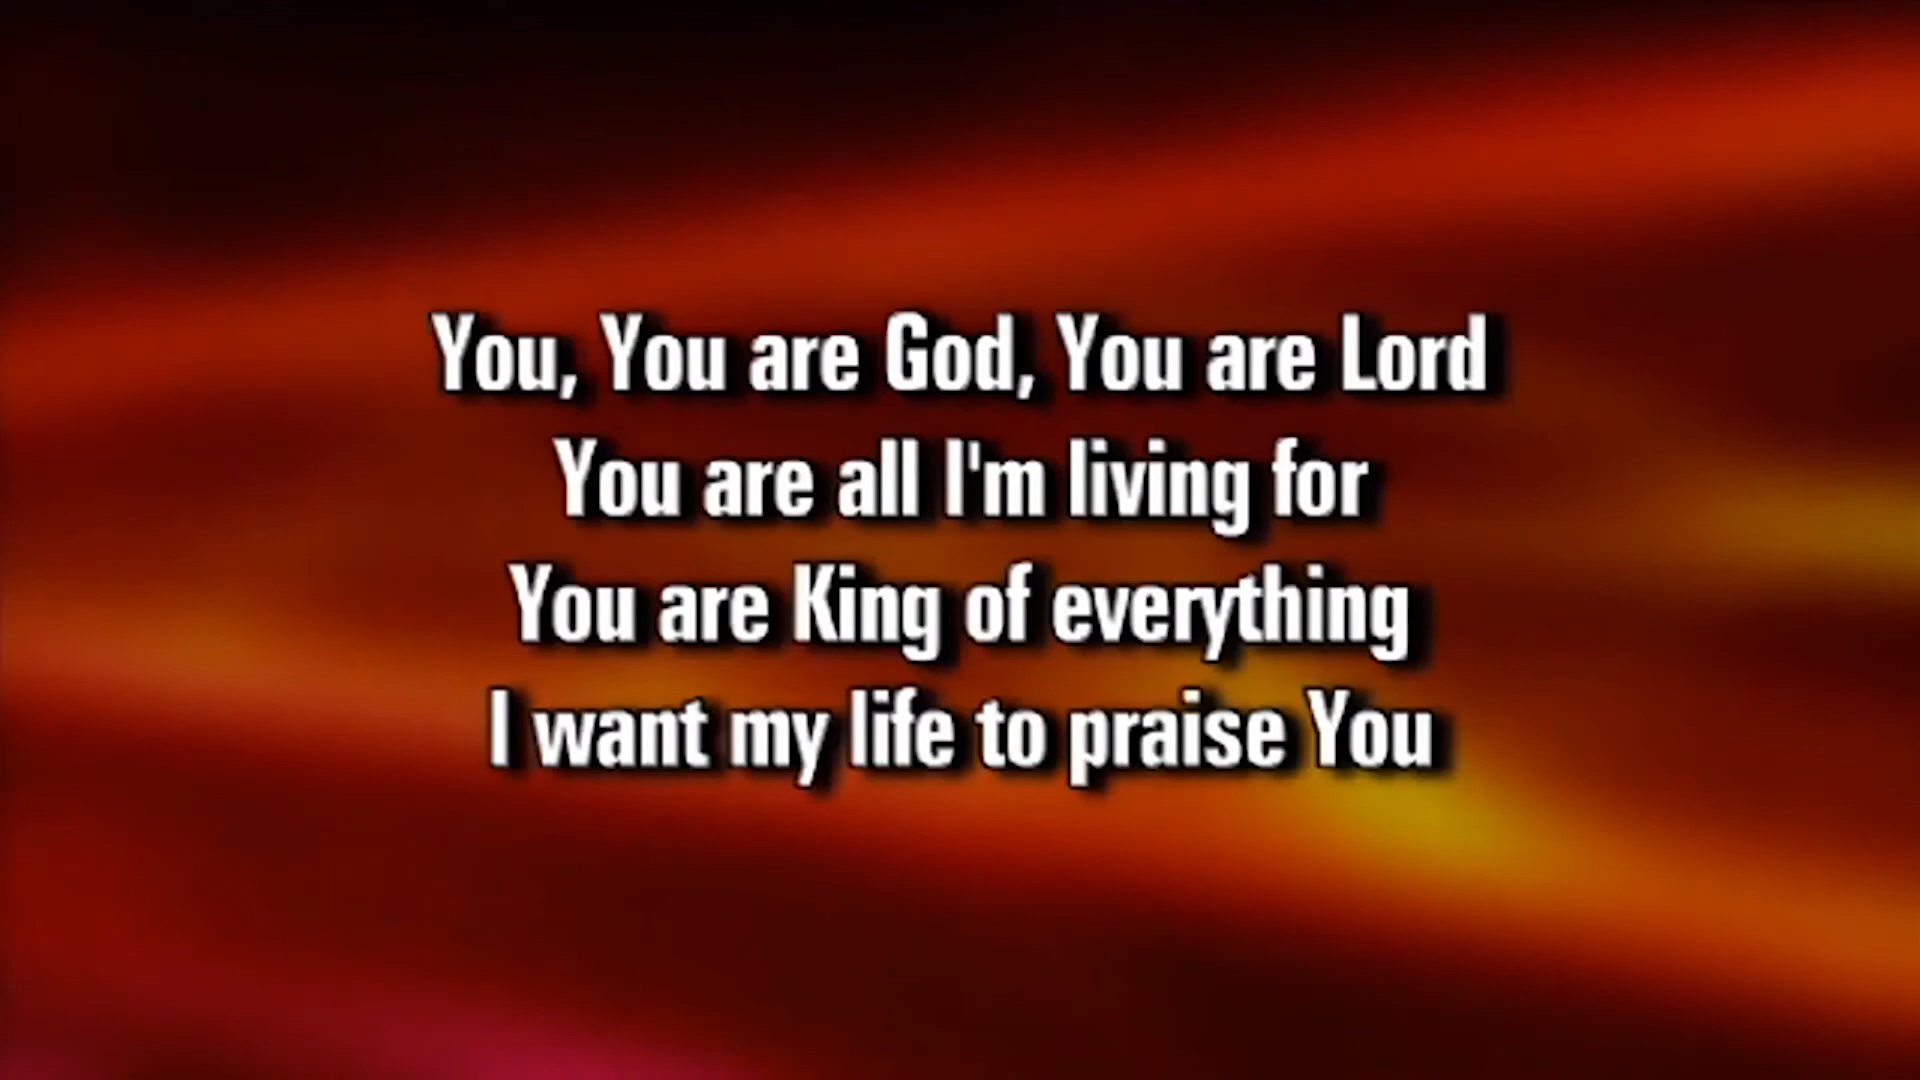 You, You are God, You are Lord
You are all I'm living for
You are King of everything
I want my life to praise You